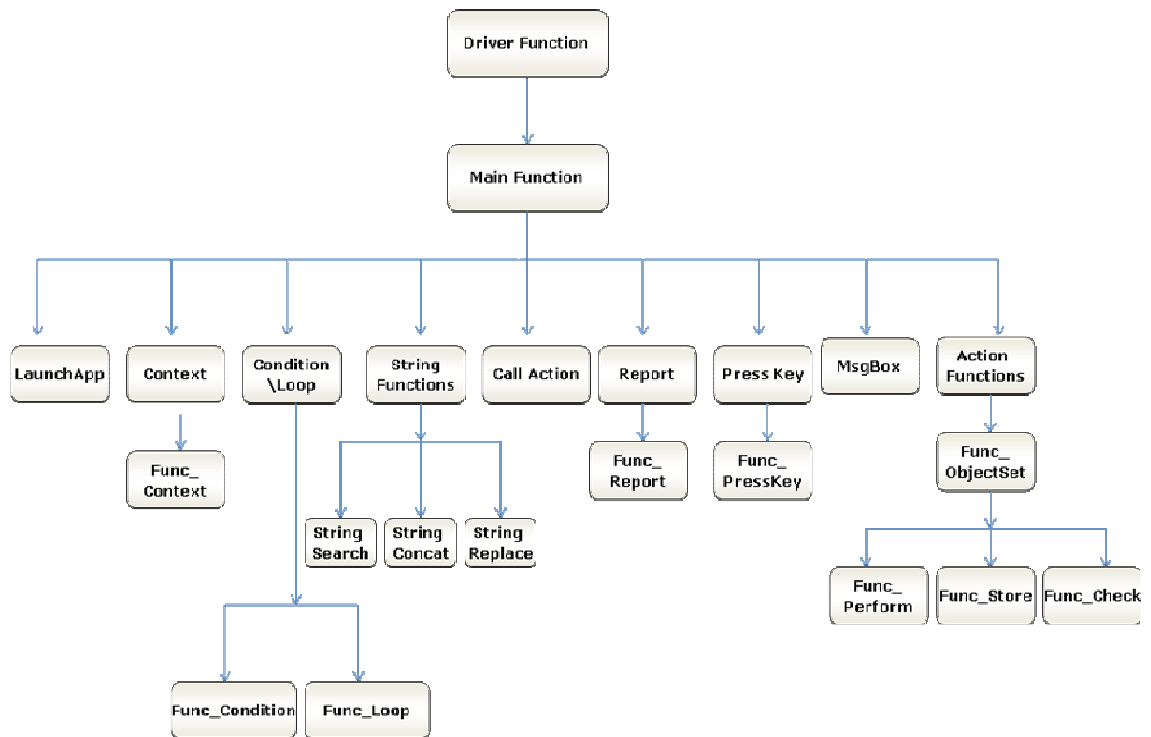 Driver Function
Main Function
LaunchApp
Context
Condition
\Loop
String
Functions
Call Action
Report
Press Key
MsgBox
Action
Functions
Func_
Context
Func_
Report
Func_
PressKey
Func_
ObjectSet
String
Search
String
Concat
String
Replace
Func_
Perform
Func_Store
Func_Check
Func_Condition
Func_Loop